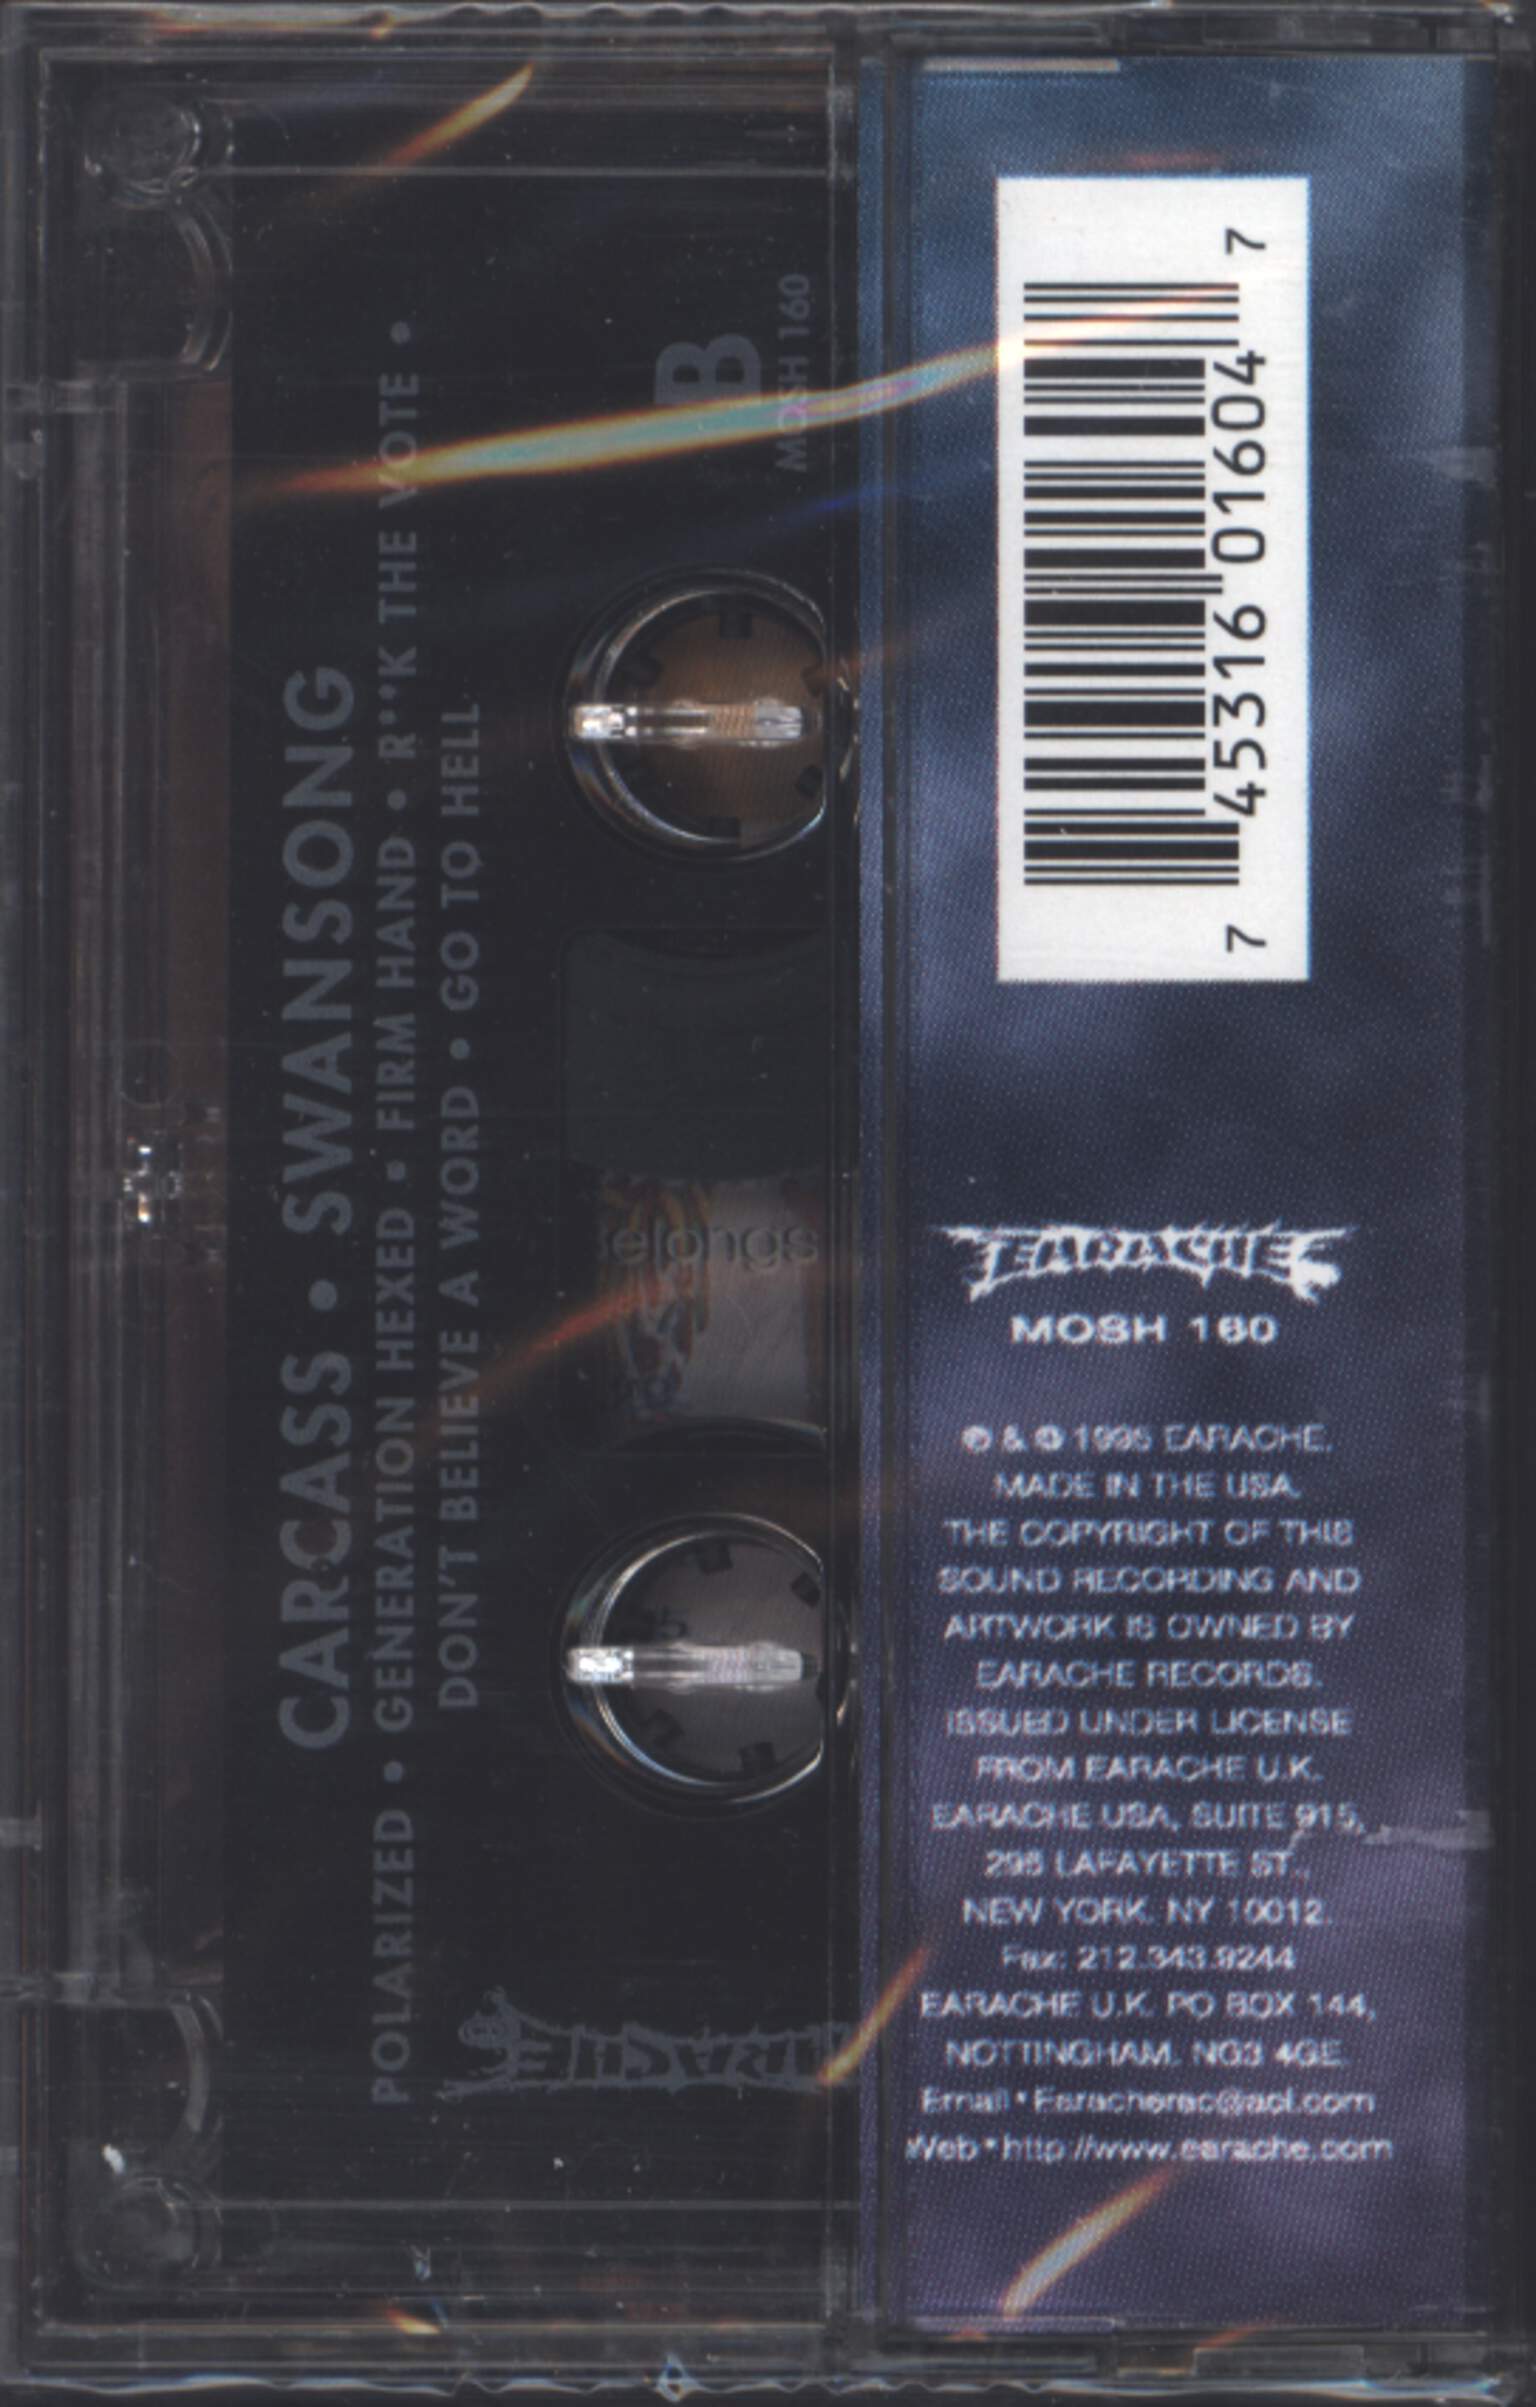 CARCASS • SWANSONG
POLARIZED • GENERATION HEXED • FIRM HAND • R**K THE VOTE •
DON'T BELIEVE A WORD • GO TO HELL
B
MOSH 160
EARACHE
elongs
7 45316 01604 7
EARACHE
MOSH 160
℗ & © 1995 EARACHE.
MADE IN THE USA.
THE COPYRIGHT OF THIS
SOUND RECORDING AND
ARTWORK IS OWNED BY
EARACHE RECORDS.
ISSUED UNDER LICENSE
FROM EARACHE U.K.
EARACHE USA, SUITE 915,
295 LAFAYETTE ST.,
NEW YORK. NY 10012.
Fax: 212.343.9244
EARACHE U.K. PO BOX 144,
NOTTINGHAM. NG3 4GE.
Email • Earacherec@aol.com
Web • http://www.earache.com